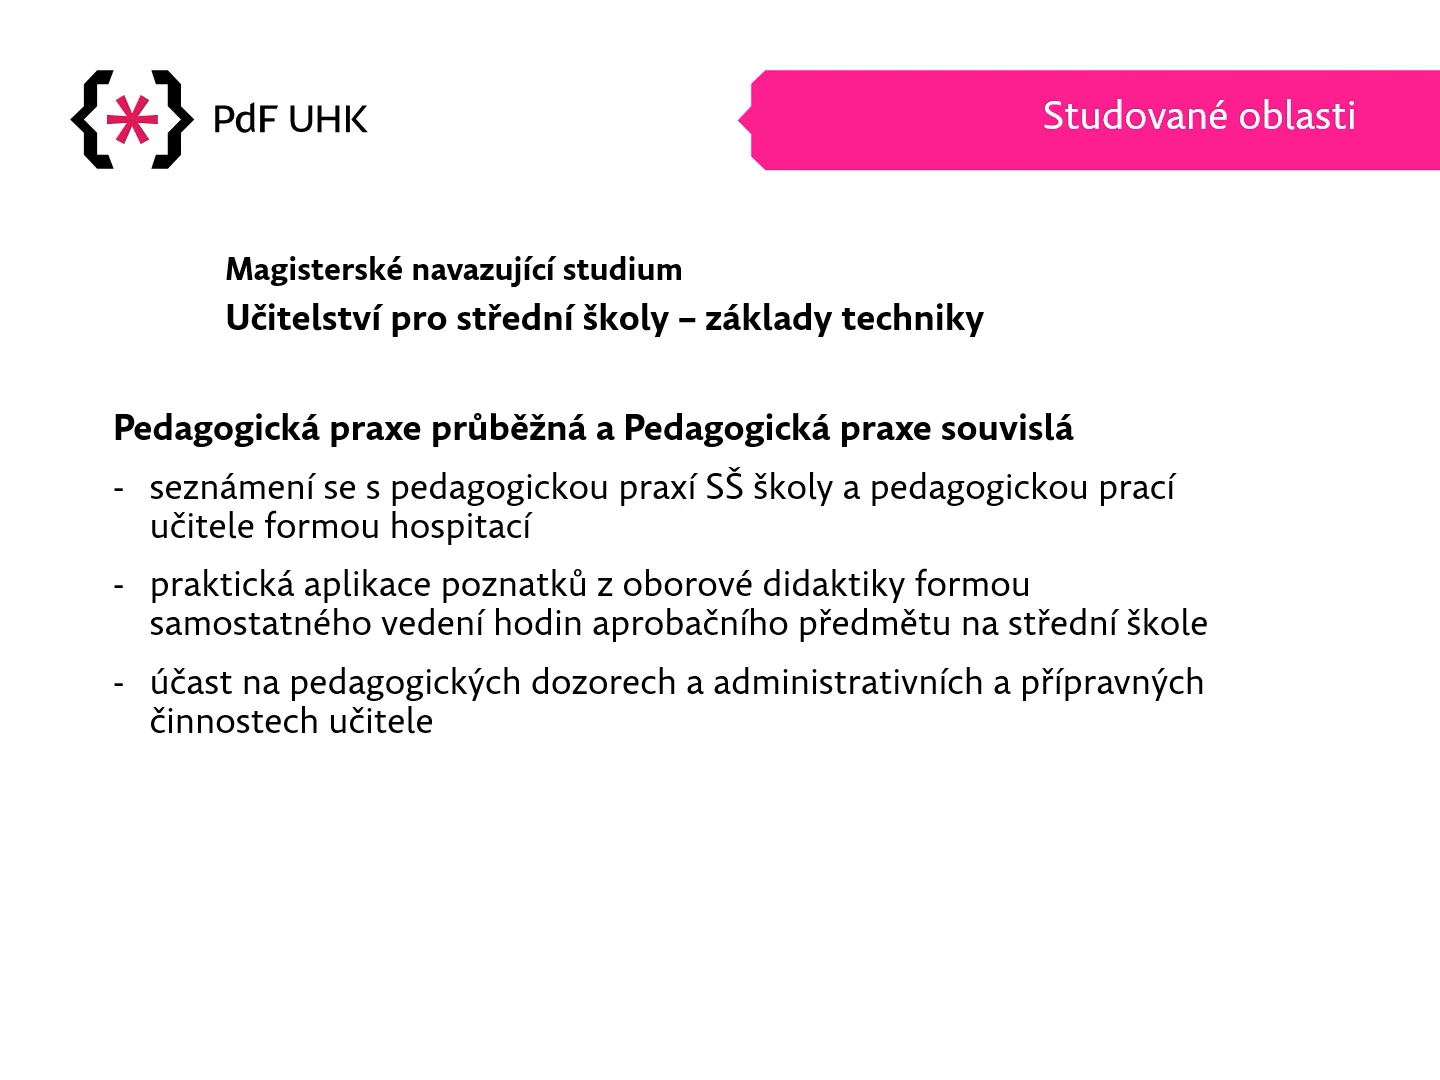 PdF UHK
Studované oblasti
Magisterské navazující studium
Učitelství pro střední školy – základy techniky
Pedagogická praxe průběžná a Pedagogická praxe souvislá
- seznámení se s pedagogickou praxí SŠ školy a pedagogickou prací
učitele formou hospitací
- praktická aplikace poznatků z oborové didaktiky formou
samostatného vedení hodin aprobačního předmětu na střední škole
- účast na pedagogických dozorech a administrativních a přípravných
činnostech učitele